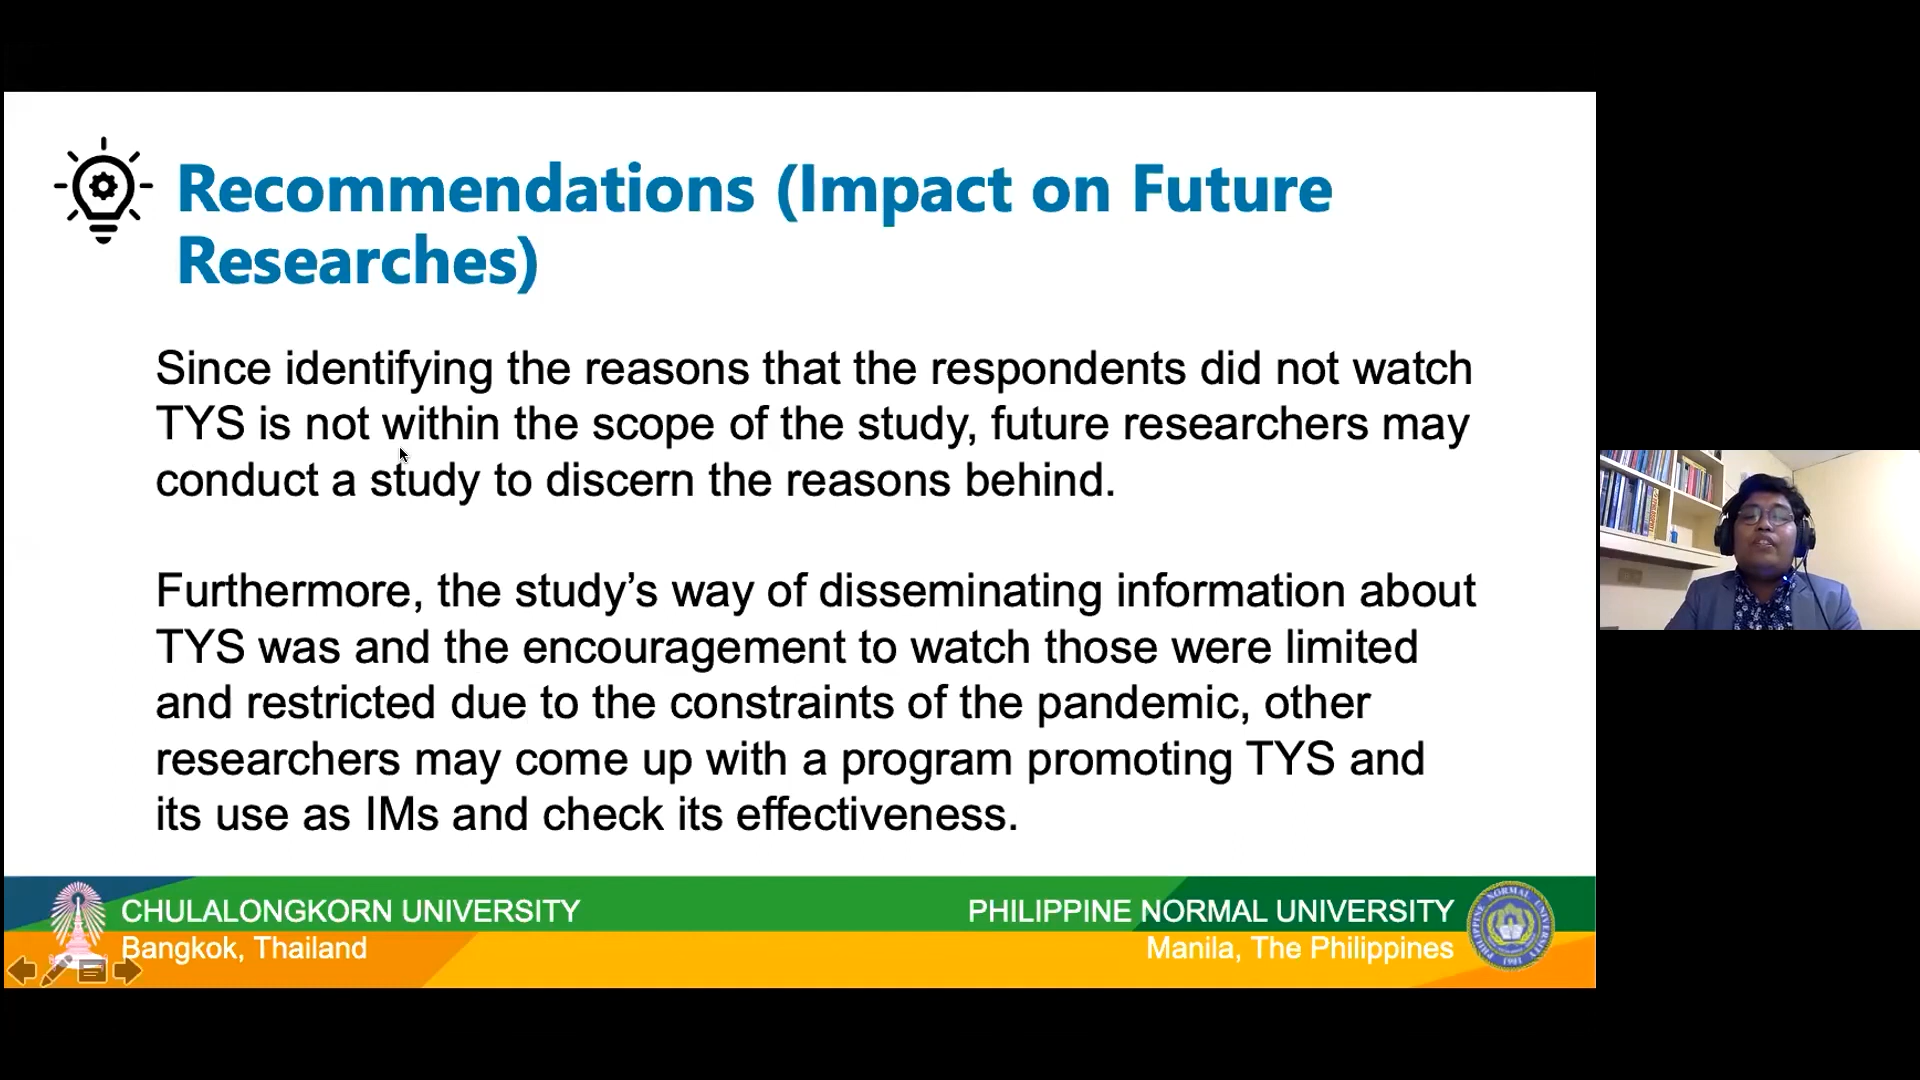 Recommendations (Impact on Future
Researches)
Since identifying the reasons that the respondents did not watch
TYS is not within the scope of the study, future researchers may
conduct a study to discern the reasons behind.
Furthermore, the study’s way of disseminating information about
TYS was and the encouragement to watch those were limited
and restricted due to the constraints of the pandemic, other
researchers may come up with a program promoting TYS and
its use as IMs and check its effectiveness.
CHULALONGKORN UNIVERSITY
Bangkok, Thailand
PHILIPPINE NORMAL UNIVERSITY
Manila, The Philippines
PHILIPPINE NORMAL UNIVERSITY
1901